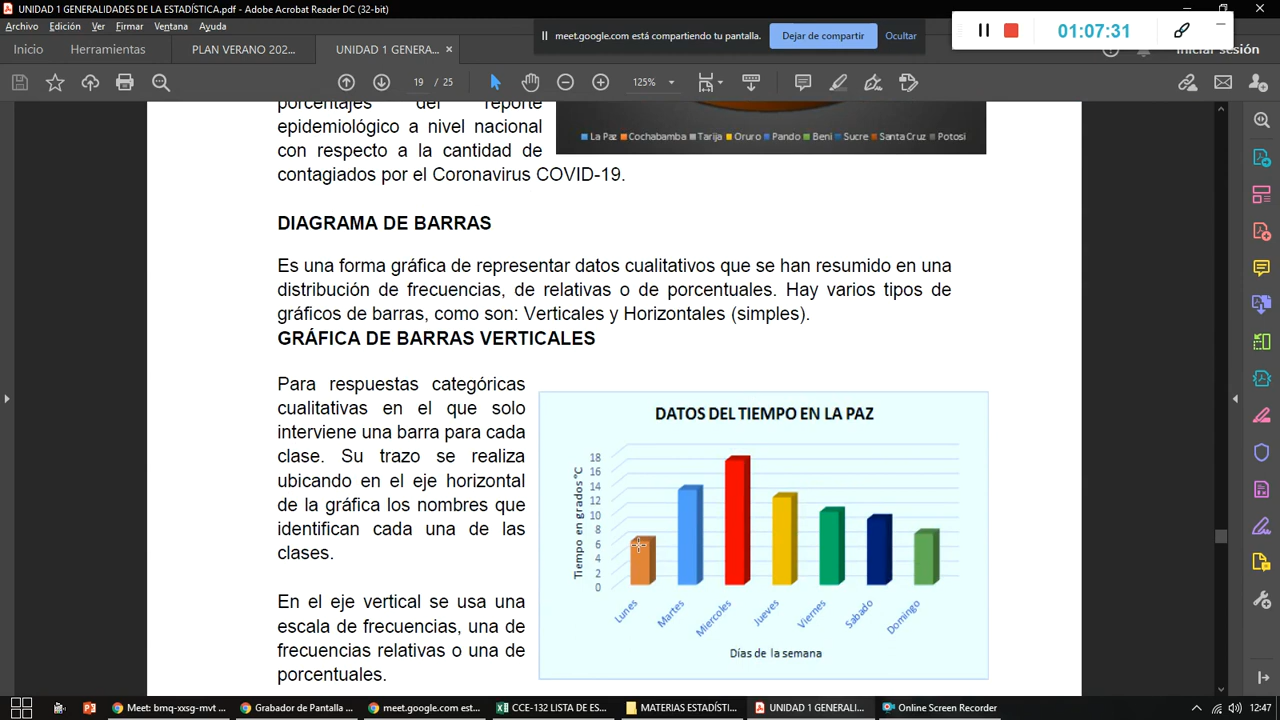 UNIDAD 1 GENERALIDADES DE LA ESTADÍSTICA.pdf - Adobe Acrobat Reader DC (32-bit)
Archivo Edición Ver Firmar Ventana Ayuda
meet.google.com está compartiendo tu pantalla. Dejar de compartir Ocultar
01:07:31
Inicio Herramientas PLAN VERANO 202... UNIDAD 1 GENERA... × Iniciar sesión
19 / 25 125%
porcentajes del reporte
epidemiológico a nivel nacional
con respecto a la cantidad de
contagiados por el Coronavirus COVID-19.
La Paz Cochabamba Tarija Oruro Pando Beni Sucre Santa Cruz Potosi
DIAGRAMA DE BARRAS
Es una forma gráfica de representar datos cualitativos que se han resumido en una
distribución de frecuencias, de relativas o de porcentuales. Hay varios tipos de
gráficos de barras, como son: Verticales y Horizontales (simples).
GRÁFICA DE BARRAS VERTICALES
Para respuestas categóricas
cualitativas en el que solo
interviene una barra para cada
clase. Su trazo se realiza
ubicando en el eje horizontal
de la gráfica los nombres que
identifican cada una de las
clases.
En el eje vertical se usa una
escala de frecuencias, una de
frecuencias relativas o una de
porcentuales.
DATOS DEL TIEMPO EN LA PAZ
Tiempo en grados °C
18
16
14
12
10
8
6
4
2
0
Lunes Martes Miercoles Jueves Viernes Sabado Domingo
Días de la semana
Meet: bmq-xxsg-mvt ... Grabador de Pantalla ... meet.google.com est... CCE-132 LISTA DE ES... MATERIAS ESTADÍSTI... UNIDAD 1 GENERALI... Online Screen Recorder 12:47